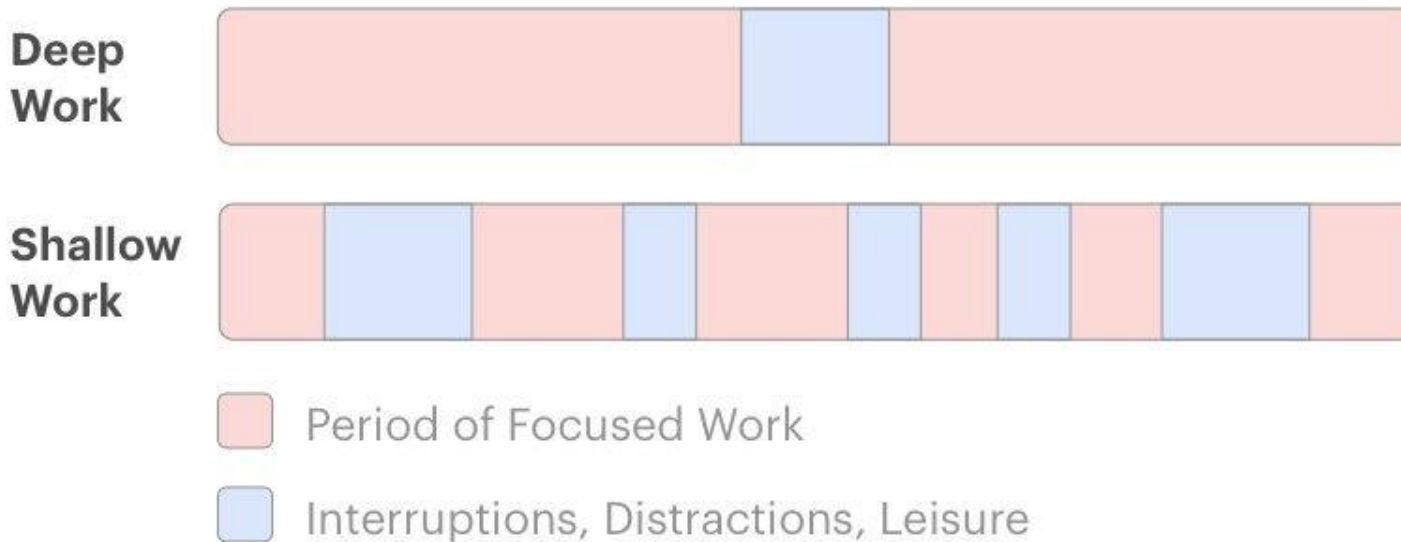 Deep
Work
Shallow
Work
Period of Focused Work
Interruptions, Distractions, Leisure